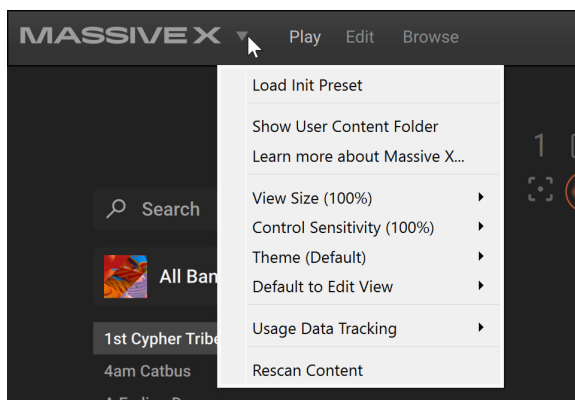 MASSIVE X Play Edit Browse
Load Init Preset
Show User Content Folder
1
Learn more about Massive X...
View Size (100%)
Search
Control Sensitivity (100%)
Theme (Default)
All Ban
Default to Edit View
Usage Data Tracking
1st Cypher Tribe
Rescan Content
4am Catbus